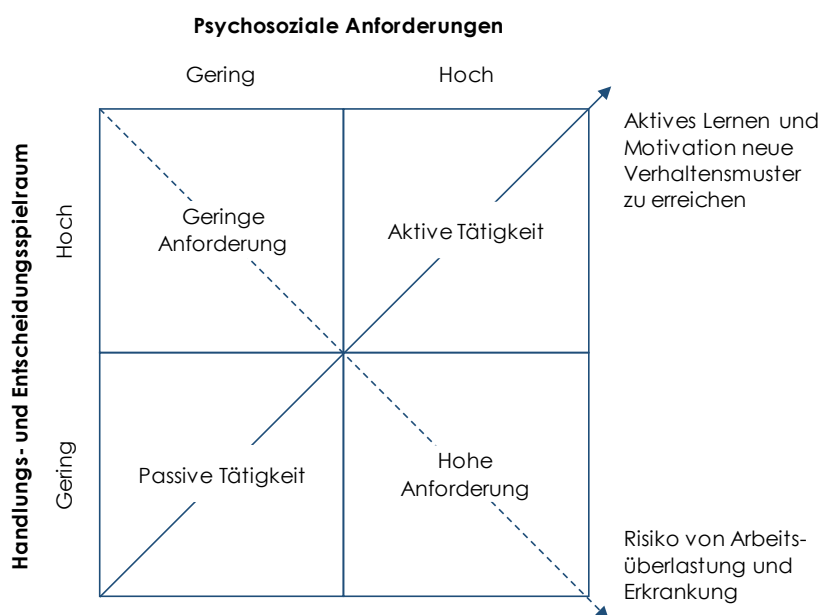 Psychosoziale Anforderungen
Gering
Hoch
Handlungs- und Entscheidungsspielraum
Hoch
Gering
Geringe
Anforderung
Aktive Tätigkeit
Passive Tätigkeit
Hohe
Anforderung
Aktives Lernen und
Motivation neue
Verhaltensmuster
zu erreichen
Risiko von Arbeits-
überlastung und
Erkrankung